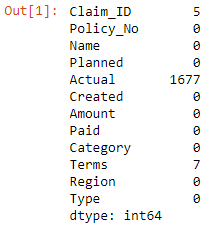 Out[1]: Claim_ID 5
Policy_No 0
Name 0
Planned 0
Actual 1677
Created 0
Amount 0
Paid 0
Category 0
Terms 7
Region 0
Type 0
dtype: int64